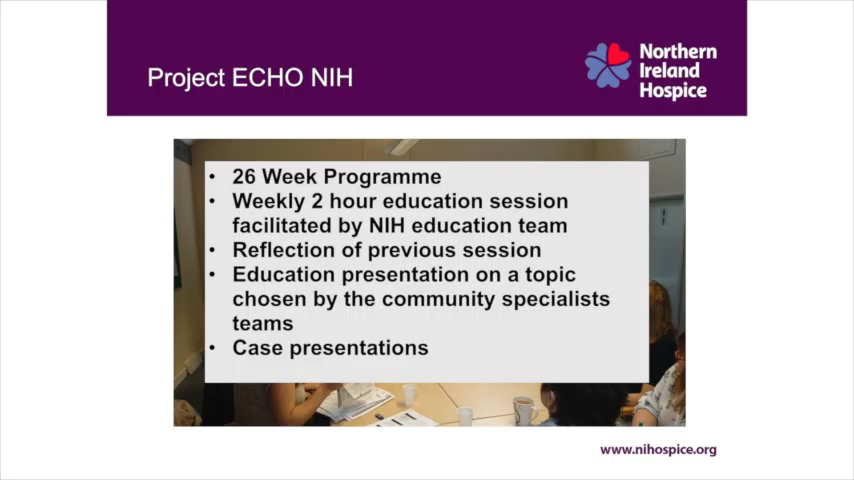 Project ECHO NIH
Northern
Ireland
Hospice
• 26 Week Programme
• Weekly 2 hour education session
facilitated by NIH education team
• Reflection of previous session
• Education presentation on a topic
chosen by the community specialists
teams
• Case presentations
www.nihospice.org